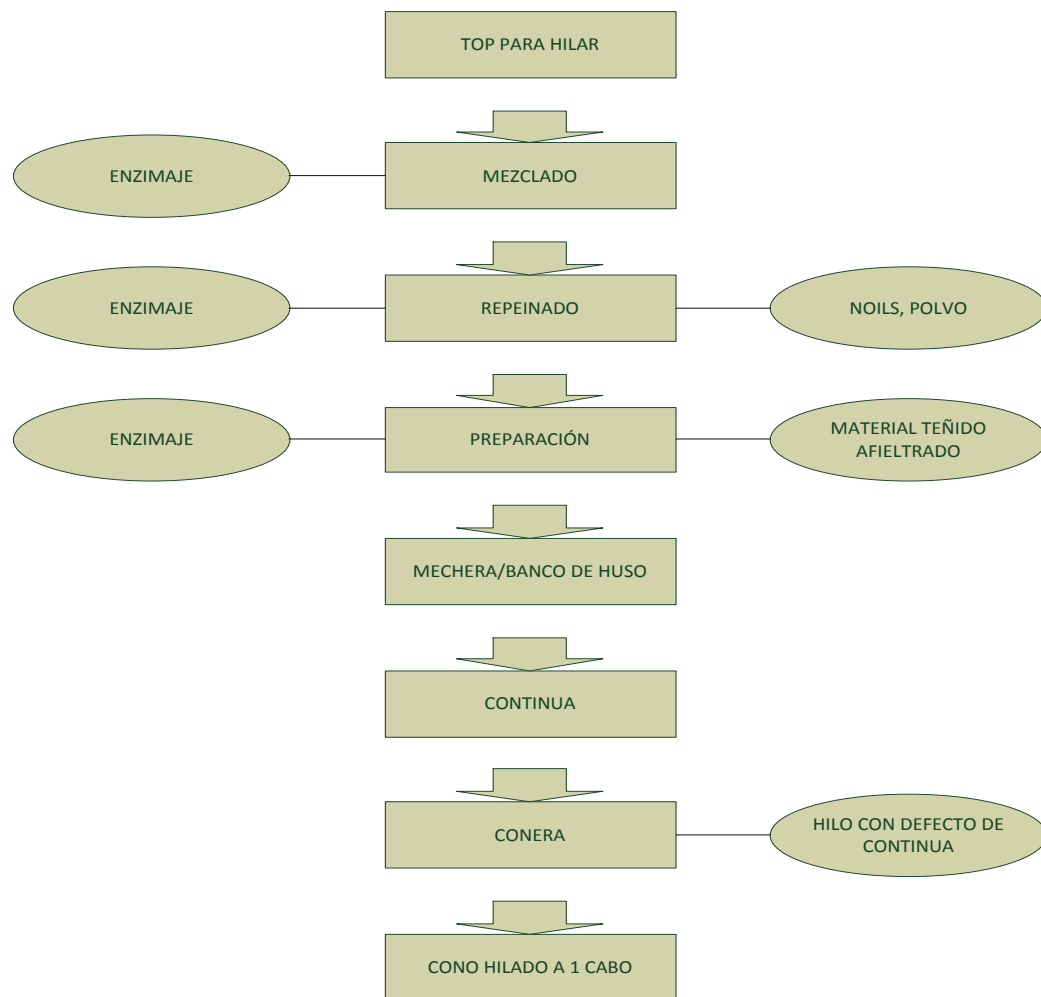 TOP PARA HILAR
ENZIMAJE
MEZCLADO
ENZIMAJE
REPEINADO
NOILS, POLVO
ENZIMAJE
PREPARACIÓN
MATERIAL TEÑIDO
AFIELTRADO
MECHERA/BANCO DE HUSO
CONTINUA
CONERA
HILO CON DEFECTO DE
CONTINUA
CONO HILADO A 1 CABO